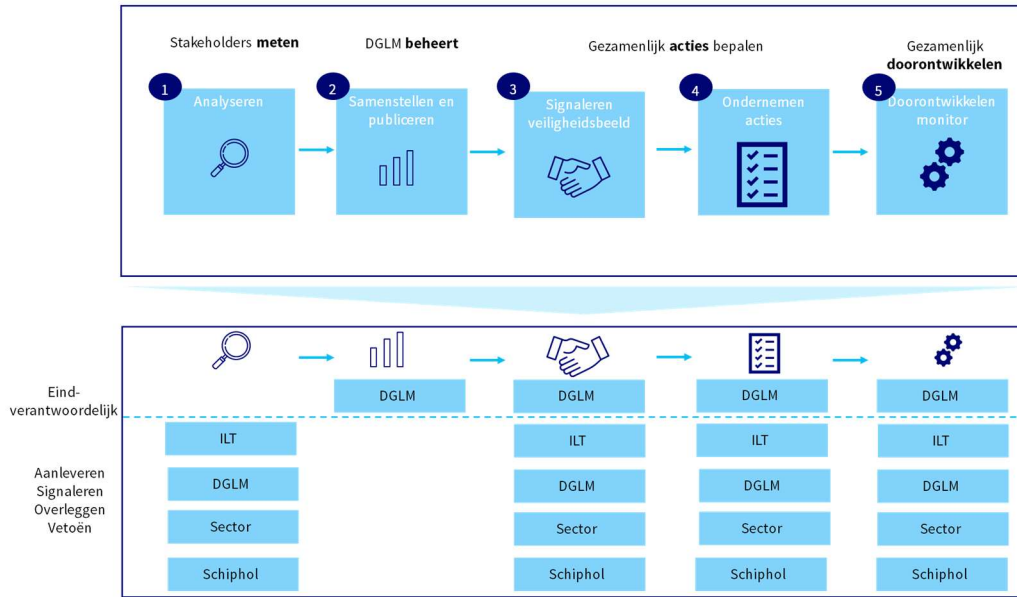 Stakeholders meten
DGLM beheert
Gezamenlijk acties bepalen
Gezamenlijk
doorontwikkelen
1
Analyseren
2
Samenstellen en
publiceren
3
Signaleren
veiligheidsbeeld
4
Ondernemen
acties
5
Doorontwikkelen
monitor
Eind-
verantwoordelijk
DGLM
DGLM
DGLM
DGLM
Aanleveren
Signaleren
Overleggen
Vetoën
ILT
ILT
ILT
ILT
DGLM
DGLM
DGLM
DGLM
Sector
Sector
Sector
Sector
Schiphol
Schiphol
Schiphol
Schiphol